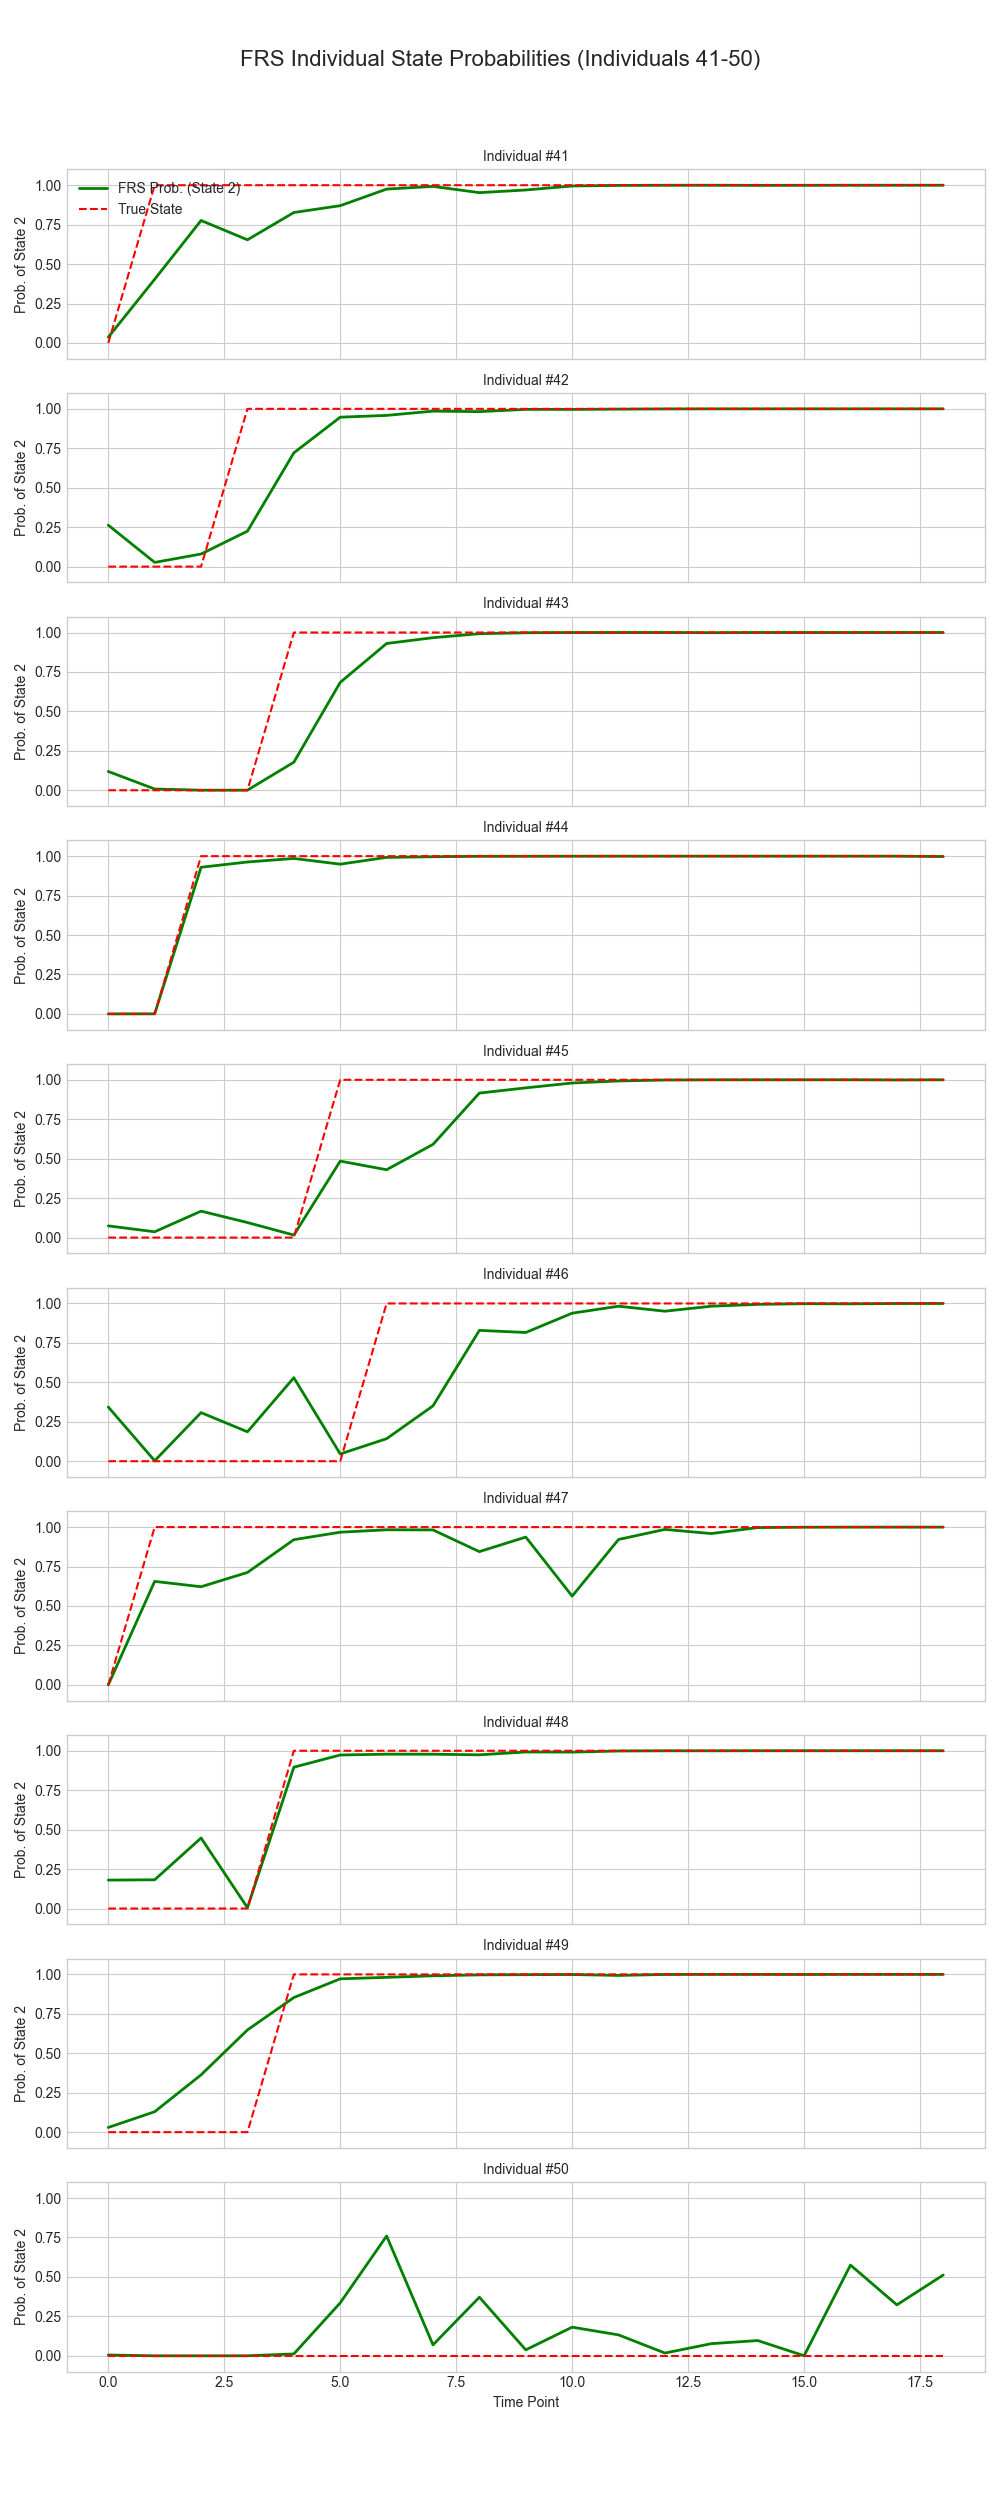 FRS Individual State Probabilities (Individuals 41-50)
Individual #41
FRS Prob. (State 2)
True State
Prob. of State 2
1.00
0.75
0.50
0.25
0.00
Individual #42
Prob. of State 2
1.00
0.75
0.50
0.25
0.00
Individual #43
Prob. of State 2
1.00
0.75
0.50
0.25
0.00
Individual #44
Prob. of State 2
1.00
0.75
0.50
0.25
0.00
Individual #45
Prob. of State 2
1.00
0.75
0.50
0.25
0.00
Individual #46
Prob. of State 2
1.00
0.75
0.50
0.25
0.00
Individual #47
Prob. of State 2
1.00
0.75
0.50
0.25
0.00
Individual #48
Prob. of State 2
1.00
0.75
0.50
0.25
0.00
Individual #49
Prob. of State 2
1.00
0.75
0.50
0.25
0.00
Individual #50
Prob. of State 2
1.00
0.75
0.50
0.25
0.00
0.0 2.5 5.0 7.5 10.0 12.5 15.0 17.5
Time Point